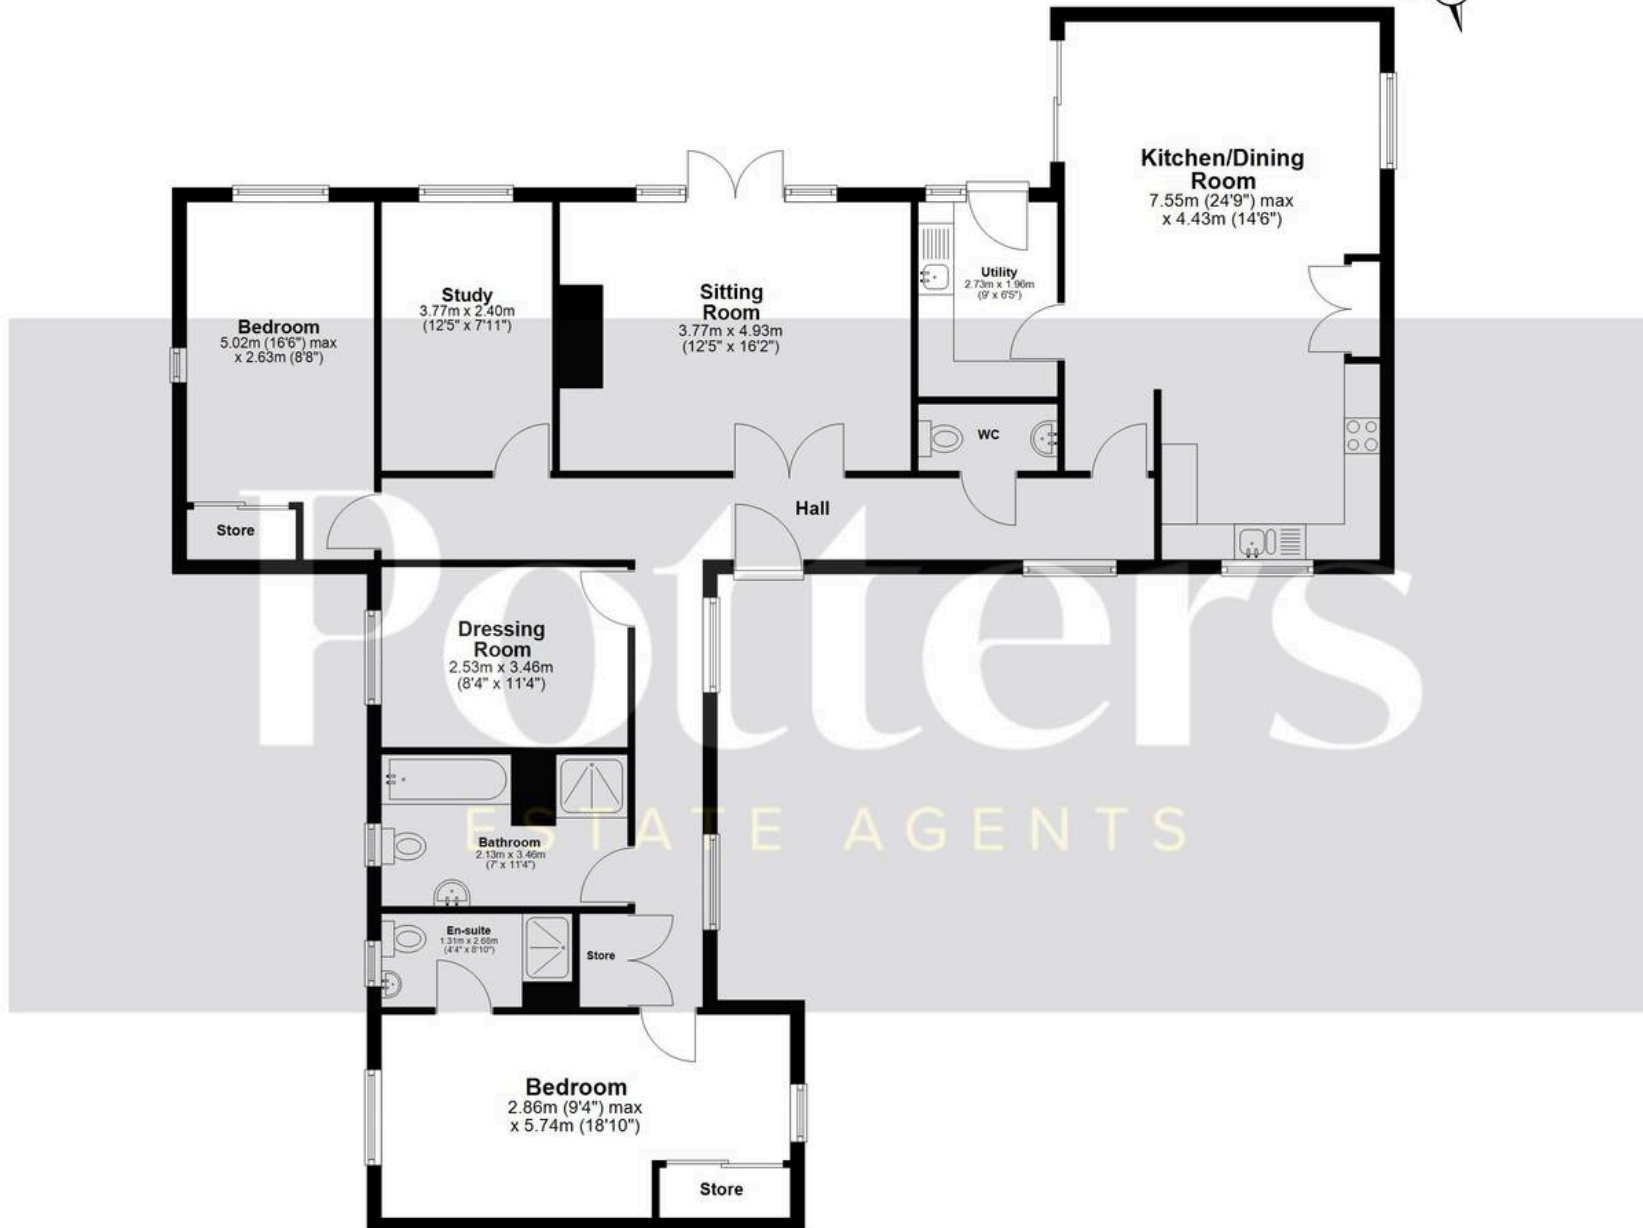 Kitchen/Dining
Room
7.55m (24'9") max
x 4.43m (14'6")
Utility
2.73m x 1.96m
(9' x 6'5")
Sitting
Room
3.77m x 4.93m
(12'5" x 16'2")
Study
3.77m x 2.40m
(12'5" x 7'11")
Bedroom
5.02m (16'6") max
x 2.63m (8'8")
WC
Hall
Store
Potters
ESTATE AGENTS
Dressing
Room
2.53m x 3.46m
(8'4" x 11'4")
Bathroom
2.13m x 3.46m
(7' x 11'4")
En-suite
1.31m x 2.68m
(4'4" x 8'10")
Store
Bedroom
2.86m (9'4") max
x 5.74m (18'10")
Store